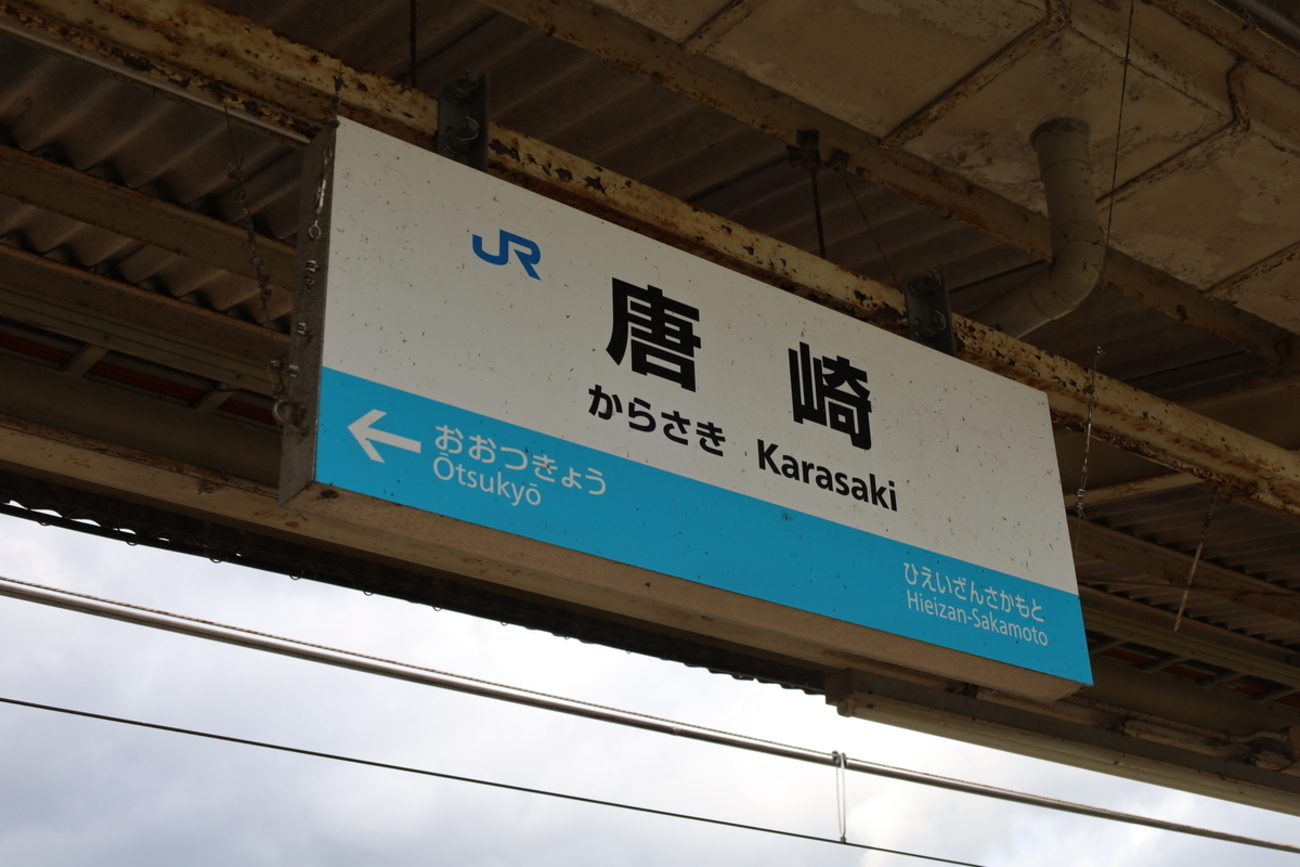 JR
唐崎
からさき Karasaki
← おおつきょう
Ōtsukyō
ひえいざんさかもと
Hieizan-Sakamoto